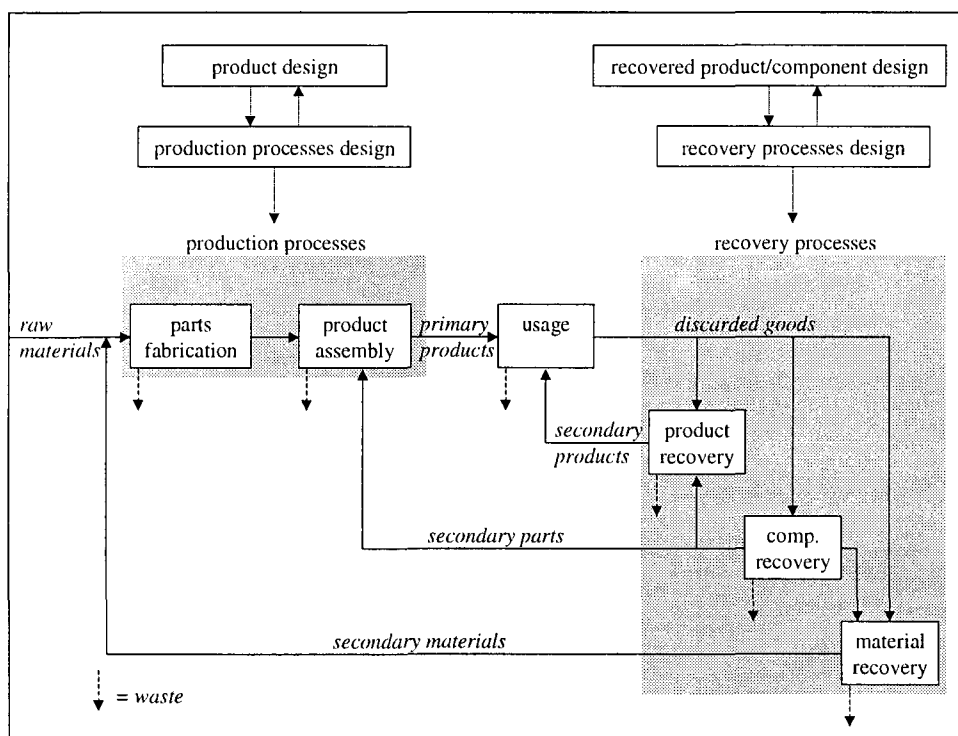 product design
recovered product/component design
production processes design
recovery processes design
production processes
recovery processes
raw
materials
parts
fabrication
product
assembly
primary
products
usage
discarded goods
secondary
products
product
recovery
secondary parts
comp.
recovery
secondary materials
material
recovery
= waste